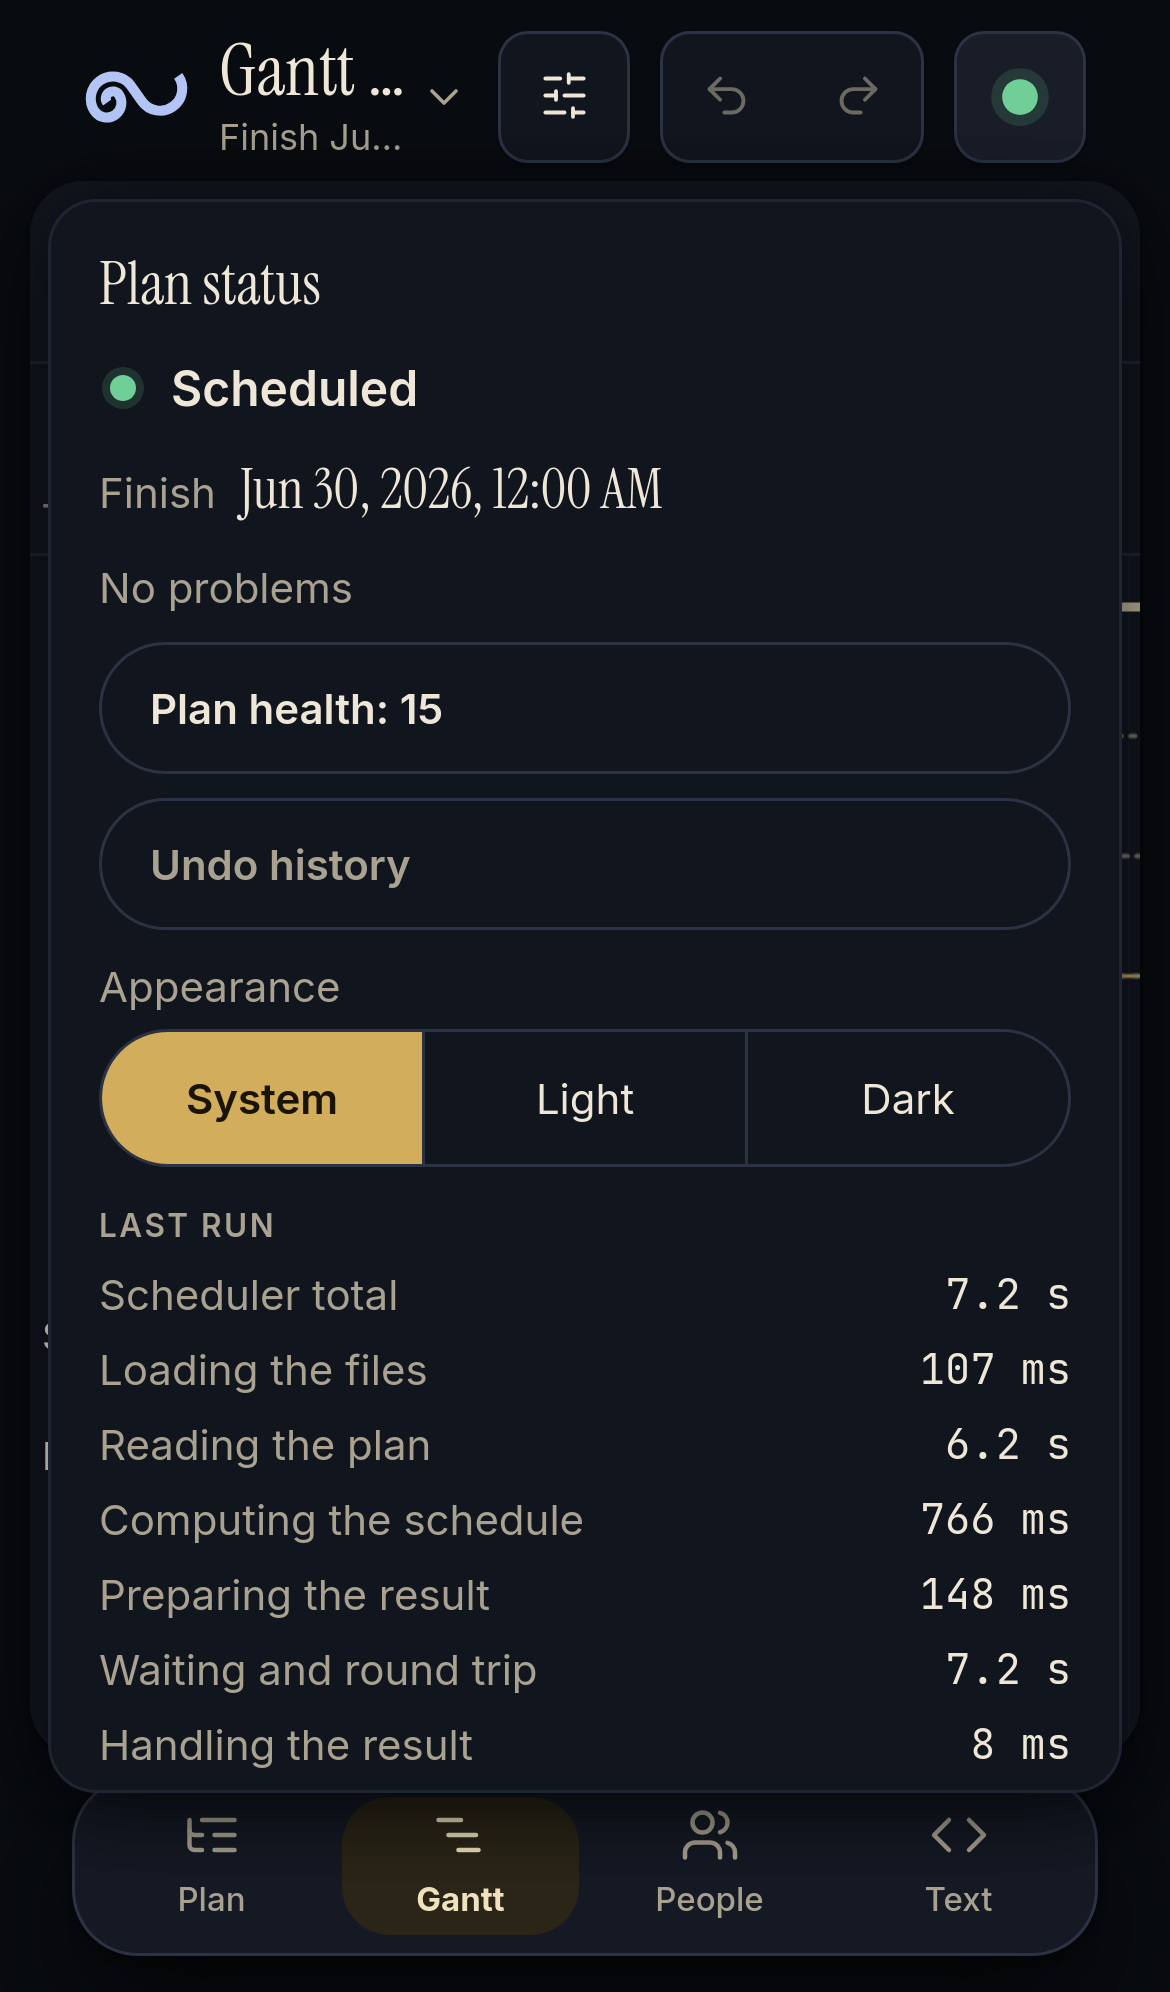 Gantt ...
Finish Ju...
Plan status
Scheduled
Finish Jun 30, 2026, 12:00 AM
No problems
Plan health: 15
Undo history
Appearance
System Light Dark
LAST RUN
Scheduler total 7.2 s
Loading the files 107 ms
Reading the plan 6.2 s
Computing the schedule 766 ms
Preparing the result 148 ms
Waiting and round trip 7.2 s
Handling the result 8 ms
Plan Gantt People Text